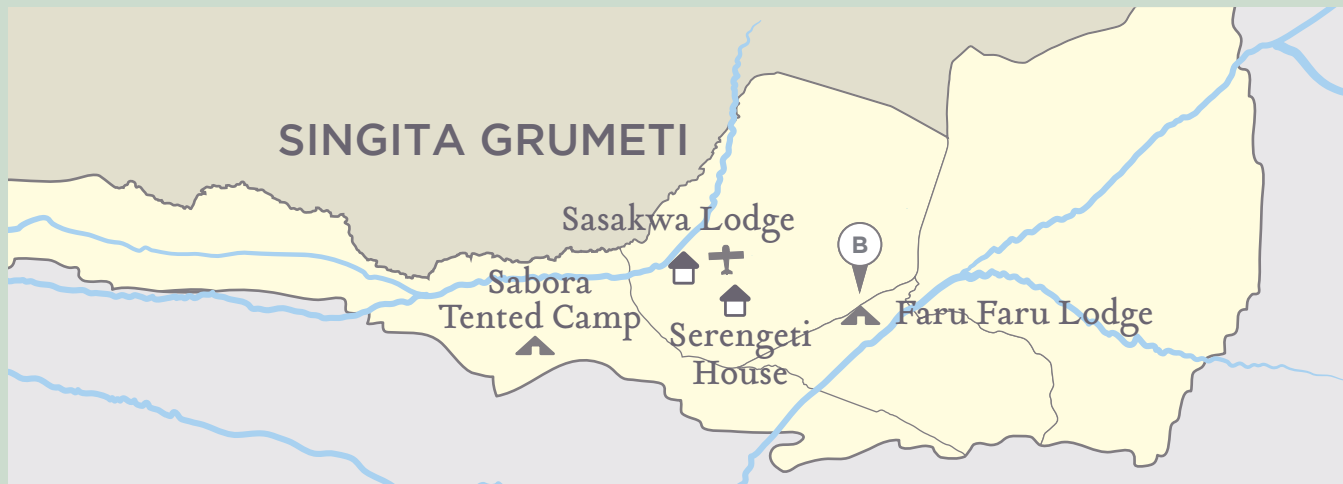 SINGITA GRUMETI
Sasakwa Lodge
B
Sabora
Tented Camp
Faru Faru Lodge
Serengeti
House